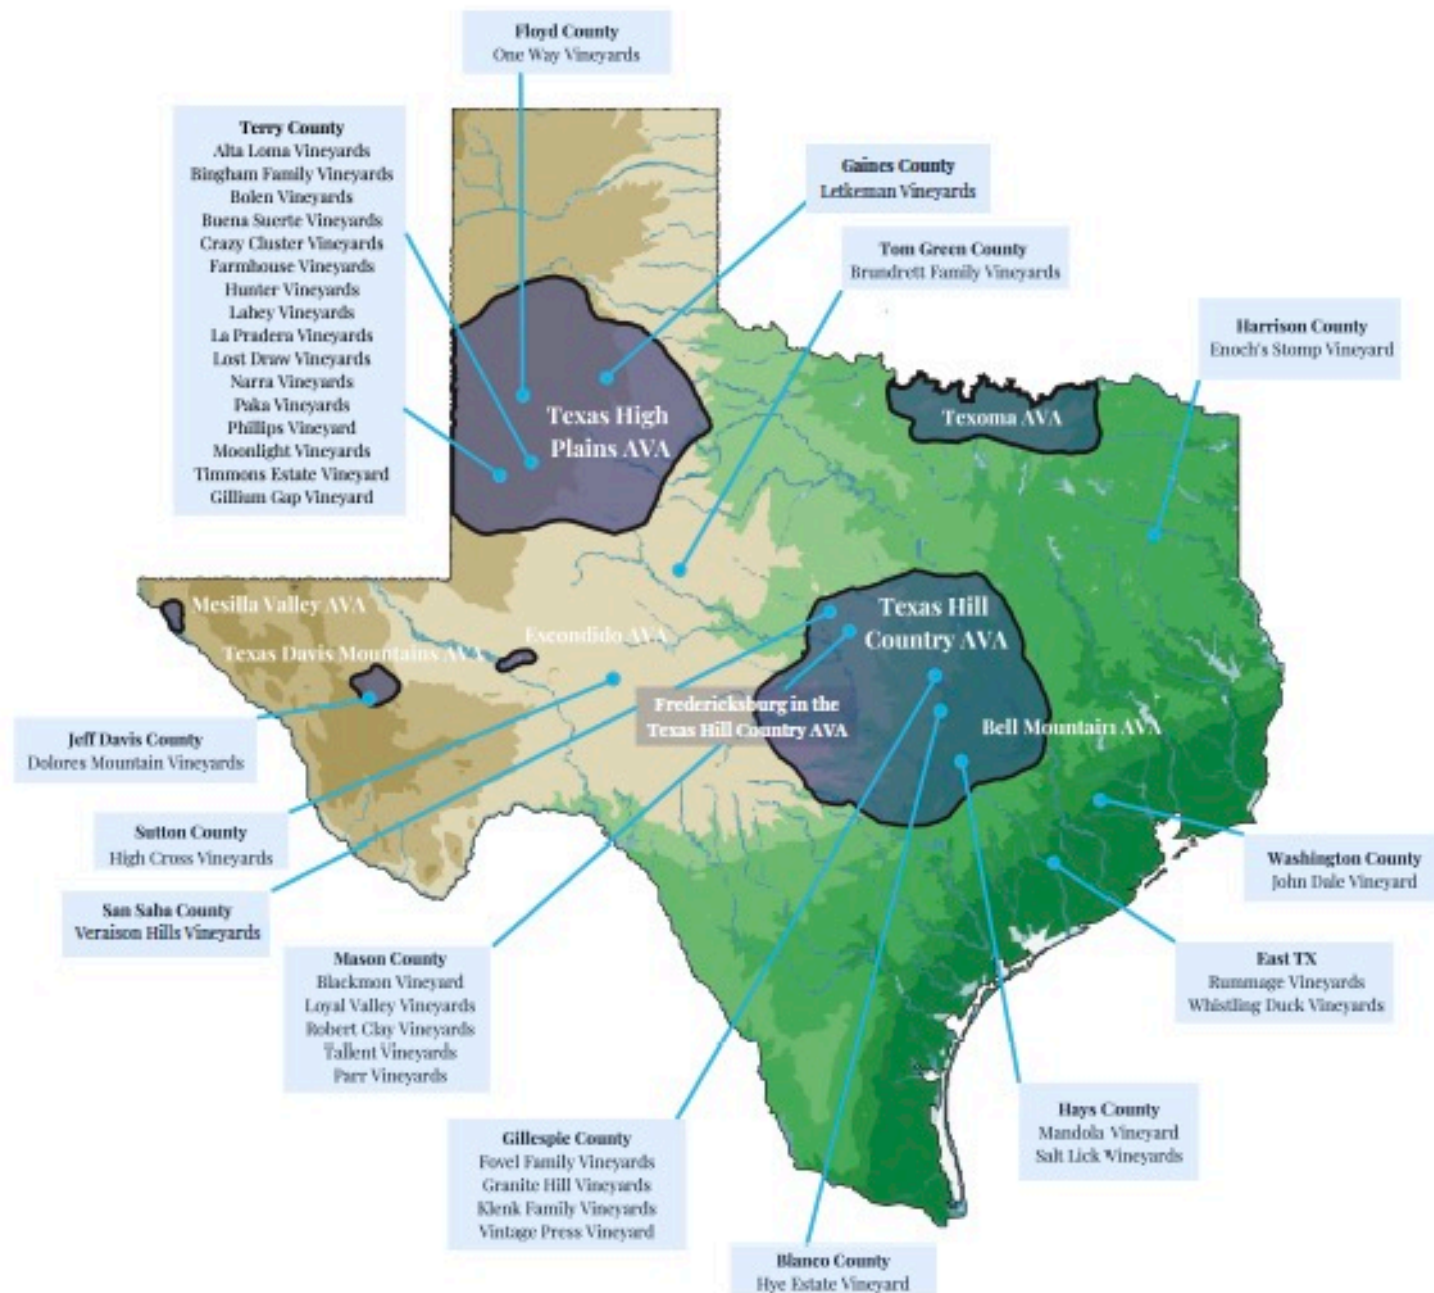 Floyd County
One Way Vineyards
Terry County
Alta Loma Vineyards
Bingham Family Vineyards
Bolen Vineyards
Buena Suerte Vineyards
Crazy Cluster Vineyards
Farmhouse Vineyards
Hunter Vineyards
Lahey Vineyards
La Pradera Vineyards
Lost Draw Vineyards
Narra Vineyards
Paka Vineyards
Phillips Vineyard
Moonlight Vineyards
Timmons Estate Vineyard
Gillium Gap Vineyard
Gaines County
Letkeman Vineyards
Tom Green County
Brundrett Family Vineyards
Harrison County
Enoch's Stomp Vineyard
Texas High
Plains AVA
Texoma AVA
Mesilla Valley AVA
Texas Davis Mountains AVA
Escondido AVA
Texas Hill
Country AVA
Fredericksburg in the
Texas Hill Country AVA
Bell Mountain AVA
Jeff Davis County
Dolores Mountain Vineyards
Sutton County
High Cross Vineyards
San Saba County
Veraison Hills Vineyards
Mason County
Blackmon Vineyard
Loyal Valley Vineyards
Robert Clay Vineyards
Tallent Vineyards
Parr Vineyards
Washington County
John Dale Vineyard
East TX
Rummage Vineyards
Whistling Duck Vineyards
Hays County
Mandola Vineyard
Salt Lick Vineyards
Gillespie County
Fovel Family Vineyards
Granite Hill Vineyards
Klenk Family Vineyards
Vintage Press Vineyard
Blanco County
Hye Estate Vineyard